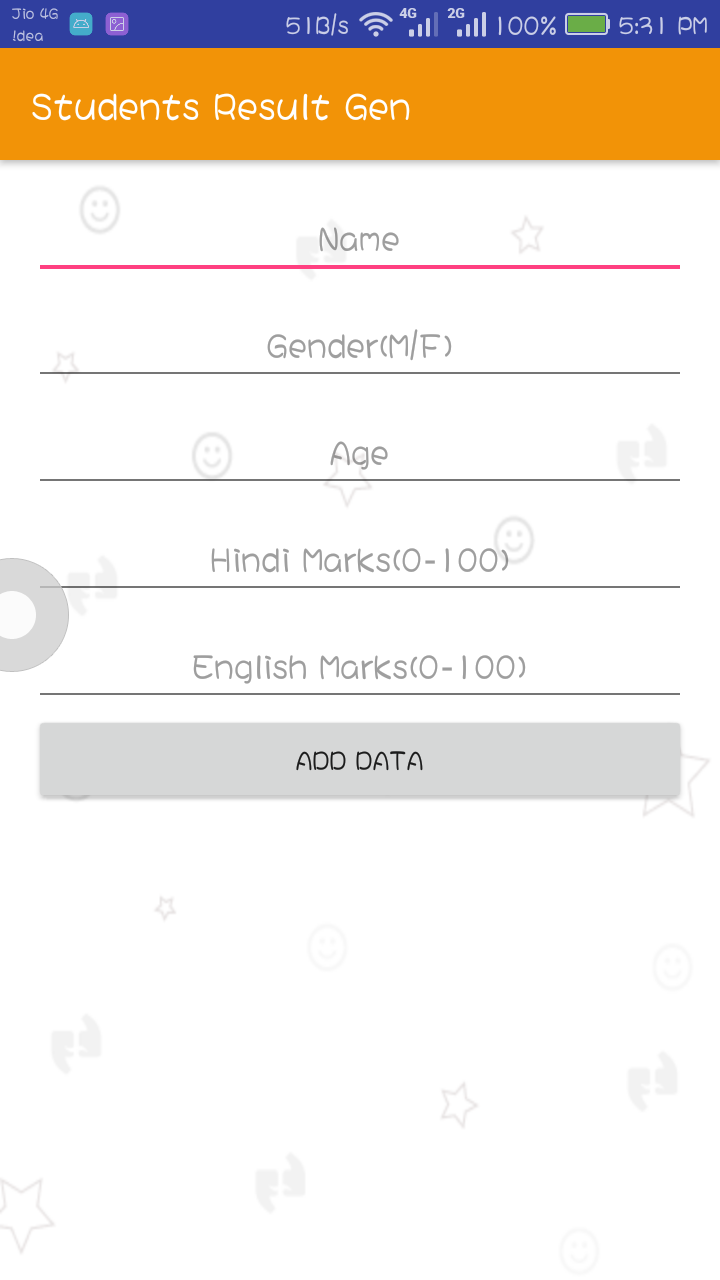 Jio 4G
!dea
51B/s 4G 2G 100% 5:31 PM
Students Result Gen
Name
Gender(M/F)
Age
Hindi Marks(0-100)
English Marks(0-100)
ADD DATA